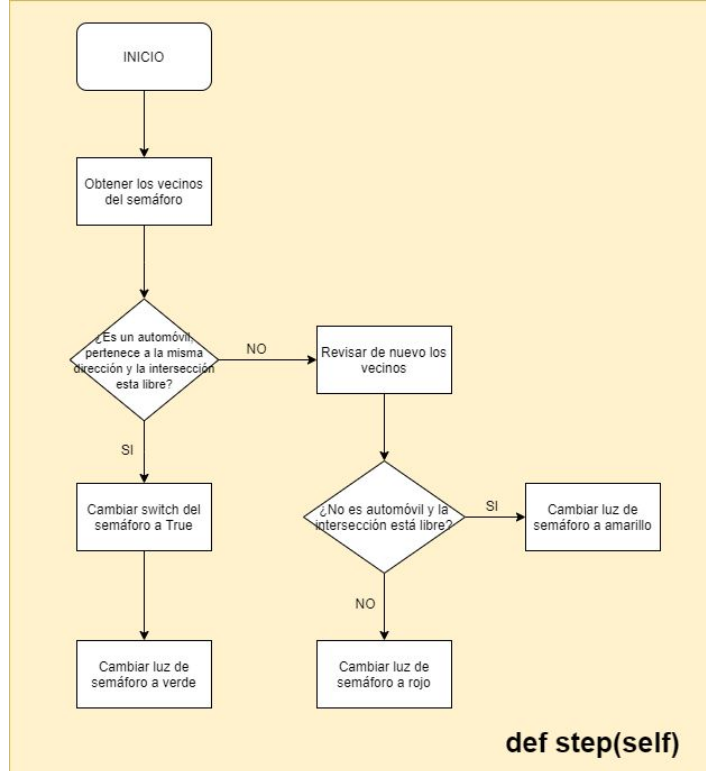 INICIO
Obtener los vecinos
del semáforo
¿Es un automóvil,
pertenece a la misma
dirección y la intersección
esta libre?
NO
Revisar de nuevo los
vecinos
SI
Cambiar switch del
semáforo a True
¿No es automóvil y la
intersección está libre?
SI
Cambiar luz de
semáforo a amarillo
NO
Cambiar luz de
semáforo a verde
Cambiar luz de
semáforo a rojo
def step(self)